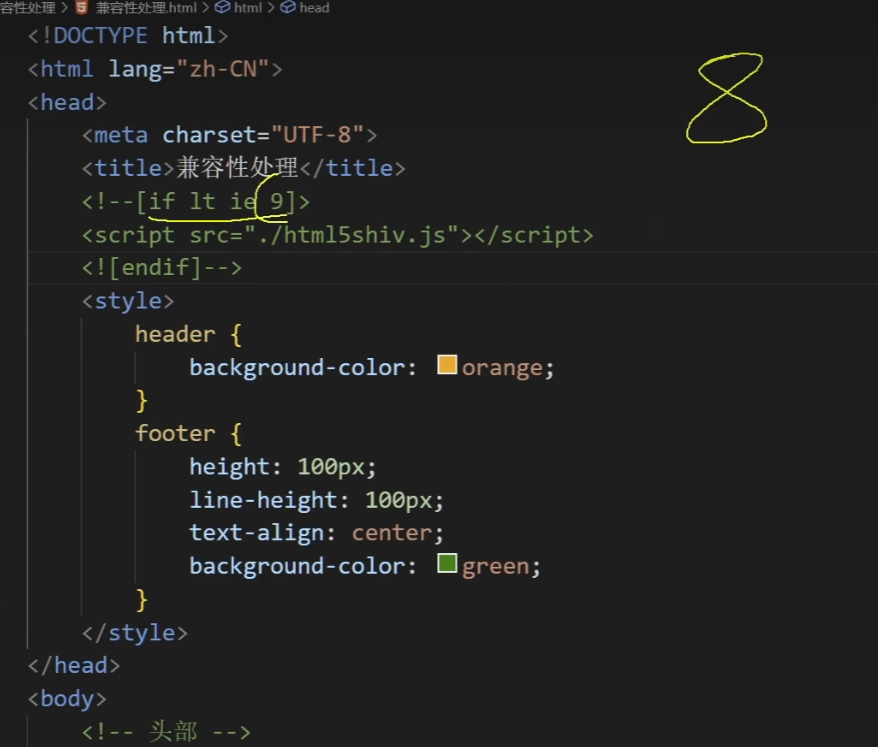 容性处理 > 兼容性处理.html > html > head
<!DOCTYPE html>
<html lang="zh-CN">
<head>
<meta charset="UTF-8">
<title>兼容性处理</title>
<!--[if lt ie 9]>
<script src="./html5shiv.js"></script>
<![endif]-->
<style>
header {
background-color: orange;
}
footer {
height: 100px;
line-height: 100px;
text-align: center;
background-color: green;
}
</style>
</head>
<body>
<!-- 头部 -->
8